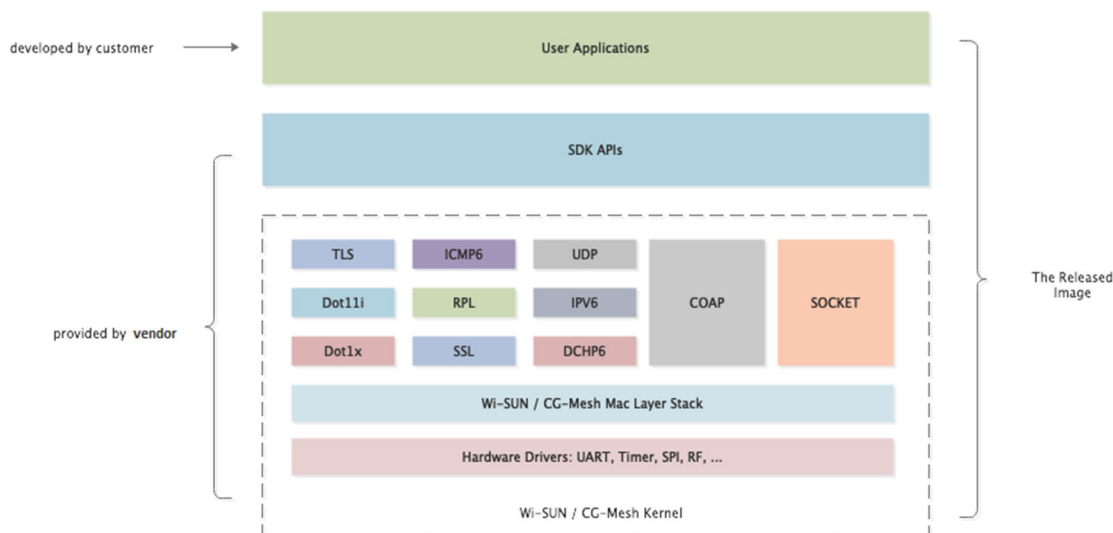 developed by customer
User Applications
SDK APIs
TLS
ICMP6
UDP
COAP
SOCKET
Dot11i
RPL
IPV6
Dot1x
SSL
DCHP6
provided by vendor
The Released
Image
Wi-SUN / CG-Mesh Mac Layer Stack
Hardware Drivers: UART, Timer, SPI, RF, ...
Wi-SUN / CG-Mesh Kernel